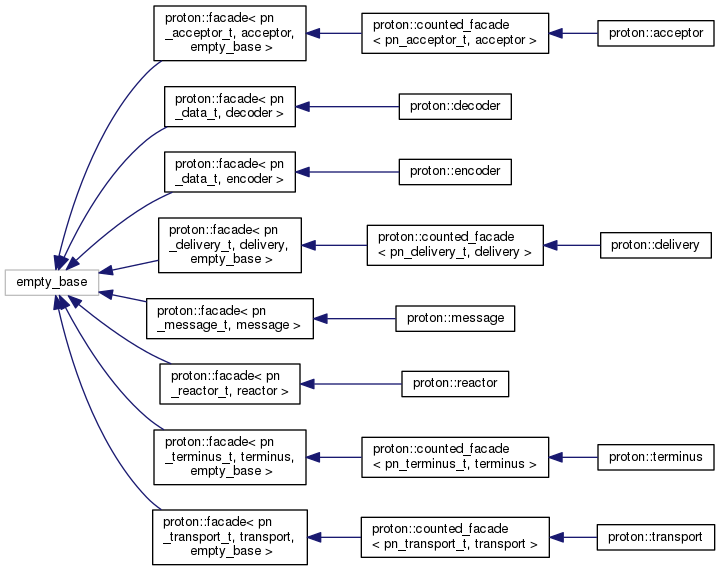 proton::facade< pn
_acceptor_t, acceptor,
empty_base >
proton::counted_facade
< pn_acceptor_t, acceptor >
proton::acceptor
proton::facade< pn
_data_t, decoder >
proton::decoder
proton::facade< pn
_data_t, encoder >
proton::encoder
proton::facade< pn
_delivery_t, delivery,
empty_base >
proton::counted_facade
< pn_delivery_t, delivery >
proton::delivery
empty_base
proton::facade< pn
_message_t, message >
proton::message
proton::facade< pn
_reactor_t, reactor >
proton::reactor
proton::facade< pn
_terminus_t, terminus,
empty_base >
proton::counted_facade
< pn_terminus_t, terminus >
proton::terminus
proton::facade< pn
_transport_t, transport,
empty_base >
proton::counted_facade
< pn_transport_t, transport >
proton::transport